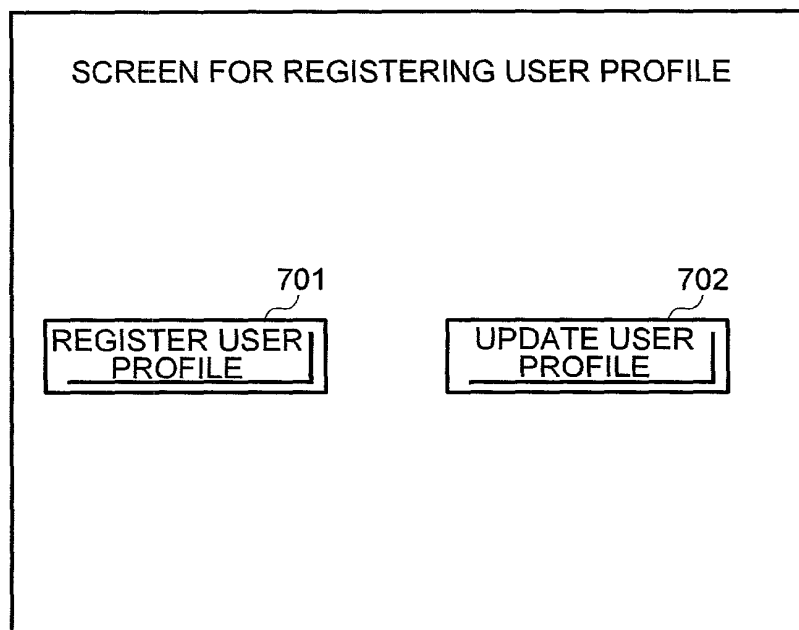 SCREEN FOR REGISTERING USER PROFILE
701
702
REGISTER USER
PROFILE
UPDATE USER
PROFILE